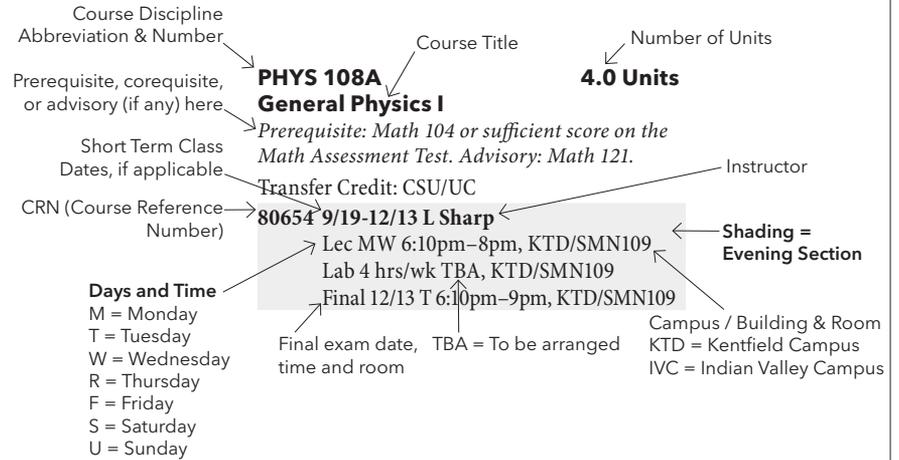 Course Discipline
Abbreviation & Number
Course Title
Number of Units
Prerequisite, corequisite,
or advisory (if any) here
Short Term Class
Dates, if applicable
CRN (Course Reference
Number)
PHYS 108A 4.0 Units
General Physics I
Prerequisite: Math 104 or sufficient score on the
Math Assessment Test. Advisory: Math 121.
Transfer Credit: CSU/UC
80654 9/19-12/13 L Sharp
Lec MW 6:10pm–8pm, KTD/SMN109
Lab 4 hrs/wk TBA, KTD/SMN109
Final 12/13 T 6:10pm–9pm, KTD/SMN109
Instructor
Shading =
Evening Section
Days and Time
M = Monday
T = Tuesday
W = Wednesday
R = Thursday
F = Friday
S = Saturday
U = Sunday
Final exam date,
time and room
TBA = To be arranged
Campus / Building & Room
KTD = Kentfield Campus
IVC = Indian Valley Campus